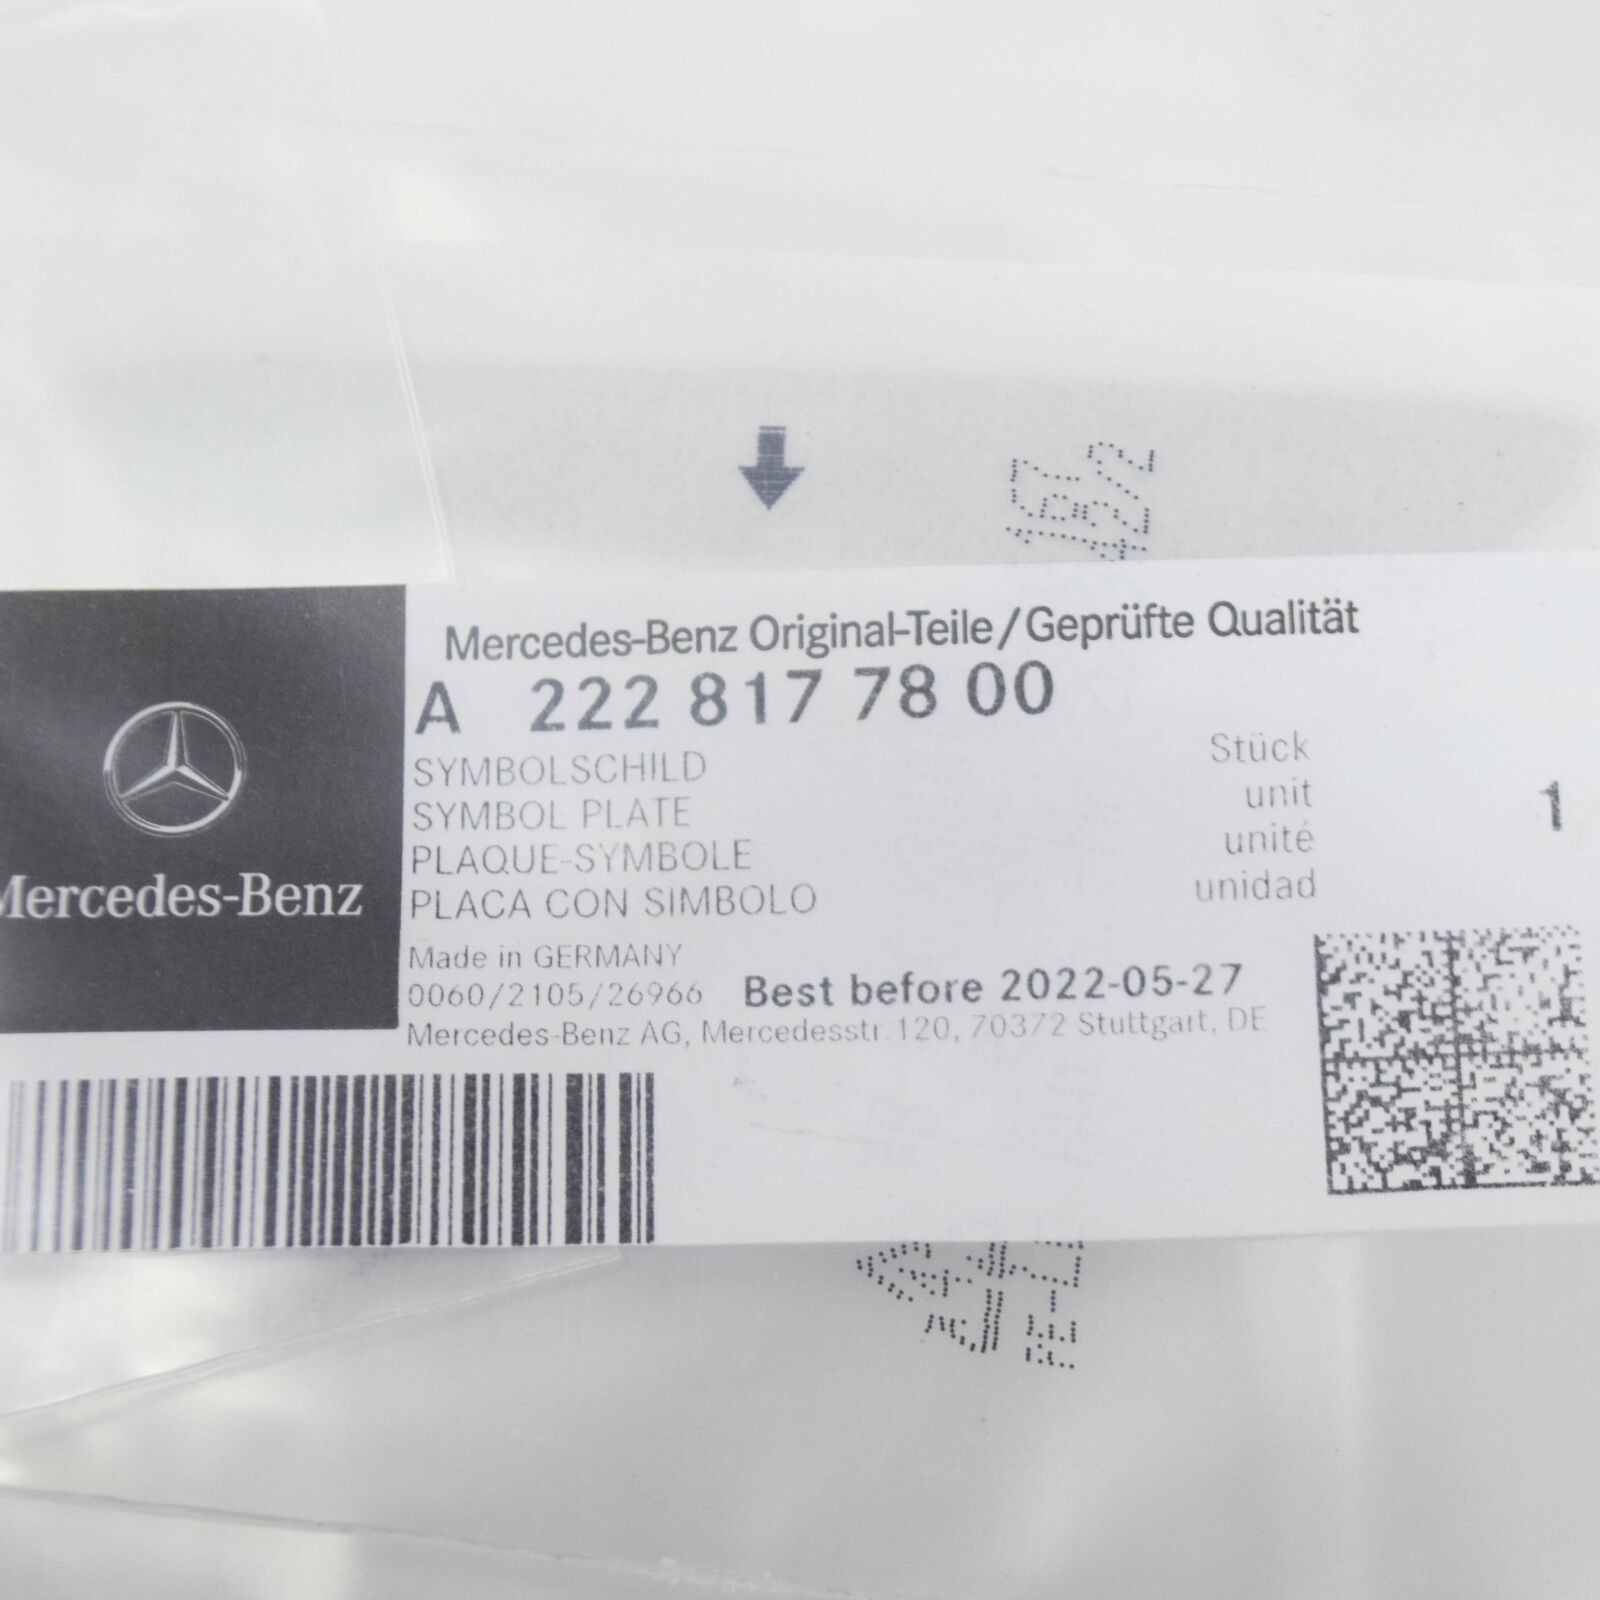 Mercedes-Benz Original-Teile/Geprüfte Qualität
A 222 817 78 00
SYMBOLSCHILD
SYMBOL PLATE
PLAQUE-SYMBOLE
PLACA CON SIMBOLO
Stück
unit
unité
unidad
1
Mercedes-Benz
Made in GERMANY
0060/2105/26966 Best before 2022-05-27
Mercedes-Benz AG, Mercedesstr.120, 70372 Stuttgart, DE